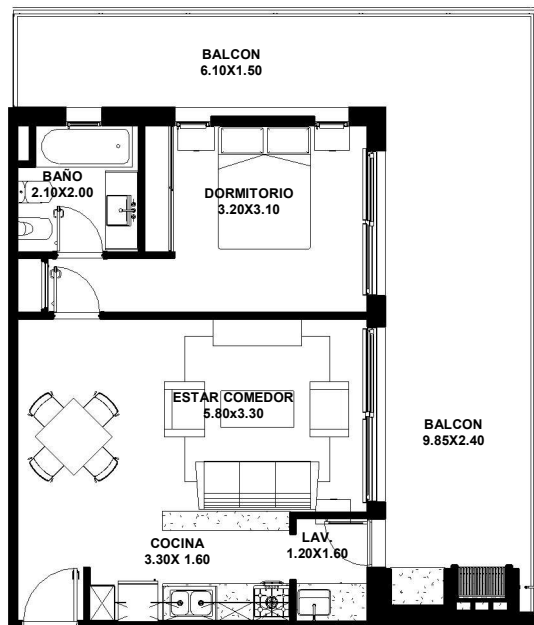 BALCON
6.10X1.50
BAÑO
2.10X2.00
DORMITORIO
3.20X3.10
ESTAR COMEDOR
5.80x3.30
BALCON
9.85X2.40
COCINA
3.30X 1.60
LAV.
1.20X1.60